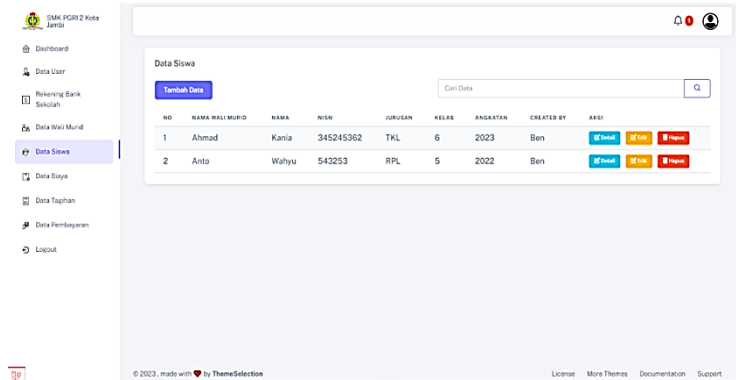 SMK PGRI 2 Kota
Jambi
1
Dashboard
Data User
Rekening Bank
Sekolah
Data Wali Murid
Data Siswa
Data Biaya
Data Tagihan
Data Pembayaran
Logout
Data Siswa
Tambah Data
Cari Data
NO NAMA WALI MURID NAMA NISN JURUSAN KELAS ANGKATAN CREATED BY AKSI
1 Ahmad Kania 345245362 TKL 6 2023 Ben Detail Edit Hapus
2 Anto Wahyu 543253 RPL 5 2022 Ben Detail Edit Hapus
© 2023, made with ❤ by ThemeSelection
License More Themes Documentation Support